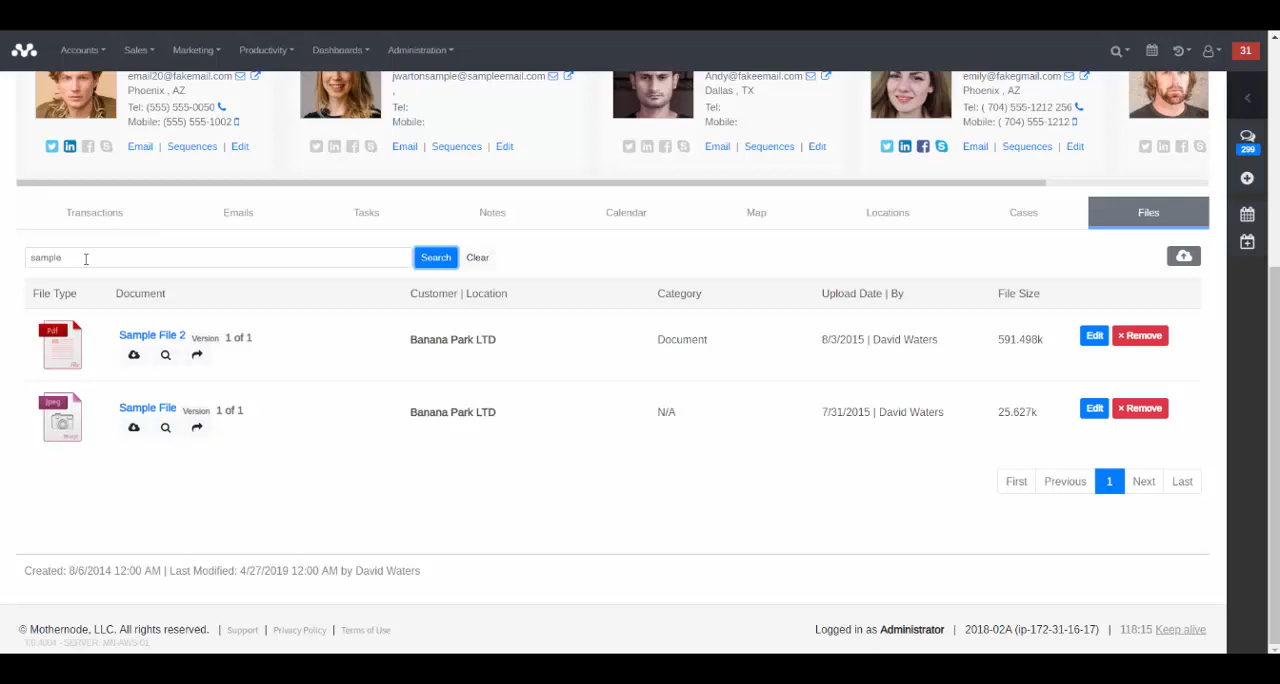 Accounts Sales Marketing Productivity Dashboards Administration 31
email20@fakemail.com jwartonsample@sampleemail.com Andy@fakeemail.com emily@fakegmail.com
Phoenix , AZ , Dallas , TX Phoenix , AZ
Tel: (555) 555-0050 Tel: Tel: Tel: ( 704) 555-1212 256
Mobile: (555) 555-1002 Mobile: Mobile: Mobile: ( 704) 555-1212
Email | Sequences | Edit Email | Sequences | Edit Email | Sequences | Edit Email | Sequences | Edit
299
Transactions Emails Tasks Notes Calendar Map Locations Cases Files
sample Search Clear
File Type Document Customer | Location Category Upload Date | By File Size
Pdf Sample File 2 Version 1 of 1 Banana Park LTD Document 8/3/2015 | David Waters 591.498k Edit × Remove
Jpeg Sample File Version 1 of 1 Banana Park LTD N/A 7/31/2015 | David Waters 25.627k Edit × Remove
First Previous 1 Next Last
Created: 8/6/2014 12:00 AM | Last Modified: 4/27/2019 12:00 AM by David Waters
© Mothernode, LLC. All rights reserved. | Support | Privacy Policy | Terms of Use Logged in as Administrator | 2018-02A (ip-172-31-16-17) | 118:15 Keep alive